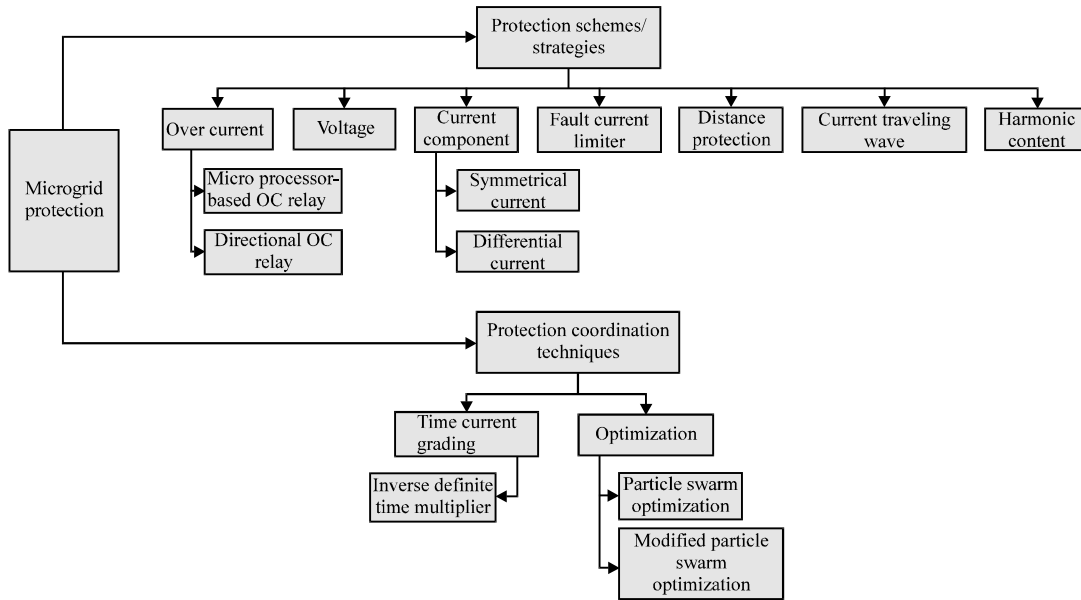 Protection schemes/
strategies
Over current
Voltage
Current
component
Fault current
limiter
Distance
protection
Current traveling
wave
Harmonic
content
Microgrid
protection
Micro processor-
based OC relay
Symmetrical
current
Directional OC
relay
Differential
current
Protection coordination
techniques
Time current
grading
Optimization
Inverse definite
time multiplier
Particle swarm
optimization
Modified particle
swarm
optimization